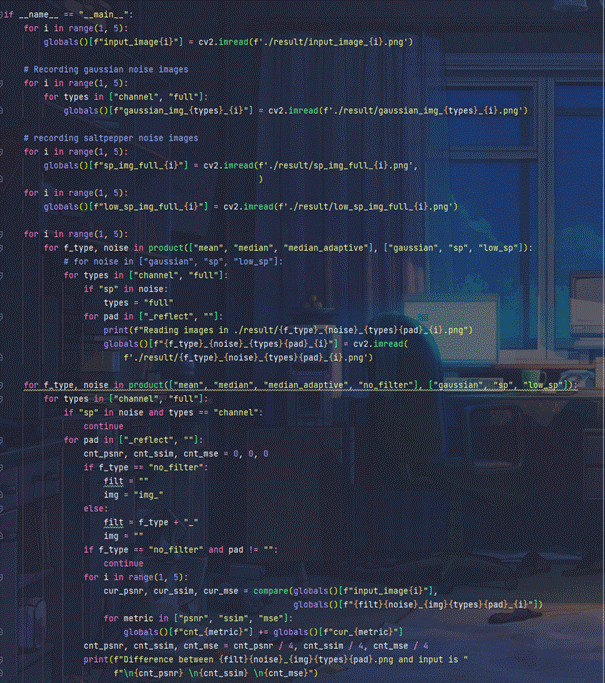 if __name__ == "__main__":
    for i in range(1, 5):
        globals()[f"input_image{i}"] = cv2.imread(f'./result/input_image_{i}.png')
    # Recording gaussian noise images
    for i in range(1, 5):
        for types in ["channel", "full"]:
            globals()[f"gaussian_img_{types}_{i}"] = cv2.imread(f'./result/gaussian_img_{types}_{i}.png')
    # recording saltpepper noise images
    for i in range(1, 5):
        globals()[f"sp_img_full_{i}"] = cv2.imread(f'./result/sp_img_full_{i}.png',
                                                   )
    for i in range(1, 5):
        globals()[f"low_sp_img_full_{i}"] = cv2.imread(f'./result/low_sp_img_full_{i}.png')
    for i in range(1, 5):
        for f_type, noise in product(["mean", "median", "median_adaptive"], ["gaussian", "sp", "low_sp"]):
            # for noise in ["gaussian", "sp", "low_sp"]:
            for types in ["channel", "full"]:
                if "sp" in noise:
                    types = "full"
                for pad in ["_reflect", ""]:
                    print(f"Reading images in ./result/{f_type}_{noise}_{types}{pad}_{i}.png")
                    globals()[f"{f_type}_{noise}_{types}{pad}_{i}"] = cv2.imread(
                        f'./result/{f_type}_{noise}_{types}{pad}_{i}.png')
    for f_type, noise in product(["mean", "median", "median_adaptive", "no_filter"], ["gaussian", "sp", "low_sp"]):
        for types in ["channel", "full"]:
            if "sp" in noise and types == "channel":
                continue
            for pad in ["_reflect", ""]:
                cnt_psnr, cnt_ssim, cnt_mse = 0, 0, 0
                if f_type == "no_filter":
                    filt = ""
                    img = "img_"
                else:
                    filt = f_type + "_"
                    img = ""
                if f_type == "no_filter" and pad != "":
                    continue
                for i in range(1, 5):
                    cur_psnr, cur_ssim, cur_mse = compare(globals()[f"input_image{i}"],
                                                          globals()[f"{filt}{noise}_{img}{types}{pad}_{i}"])
                    for metric in ["psnr", "ssim", "mse"]:
                        globals()[f"cnt_{metric}"] += globals()[f"cur_{metric}"]
                cnt_psnr, cnt_ssim, cnt_mse = cnt_psnr / 4, cnt_ssim / 4, cnt_mse / 4
                print(f"Difference between {filt}{noise}_{img}{types}{pad}.png and input is "
                      f"\n{cnt_psnr} \n{cnt_ssim} \n{cnt_mse}")